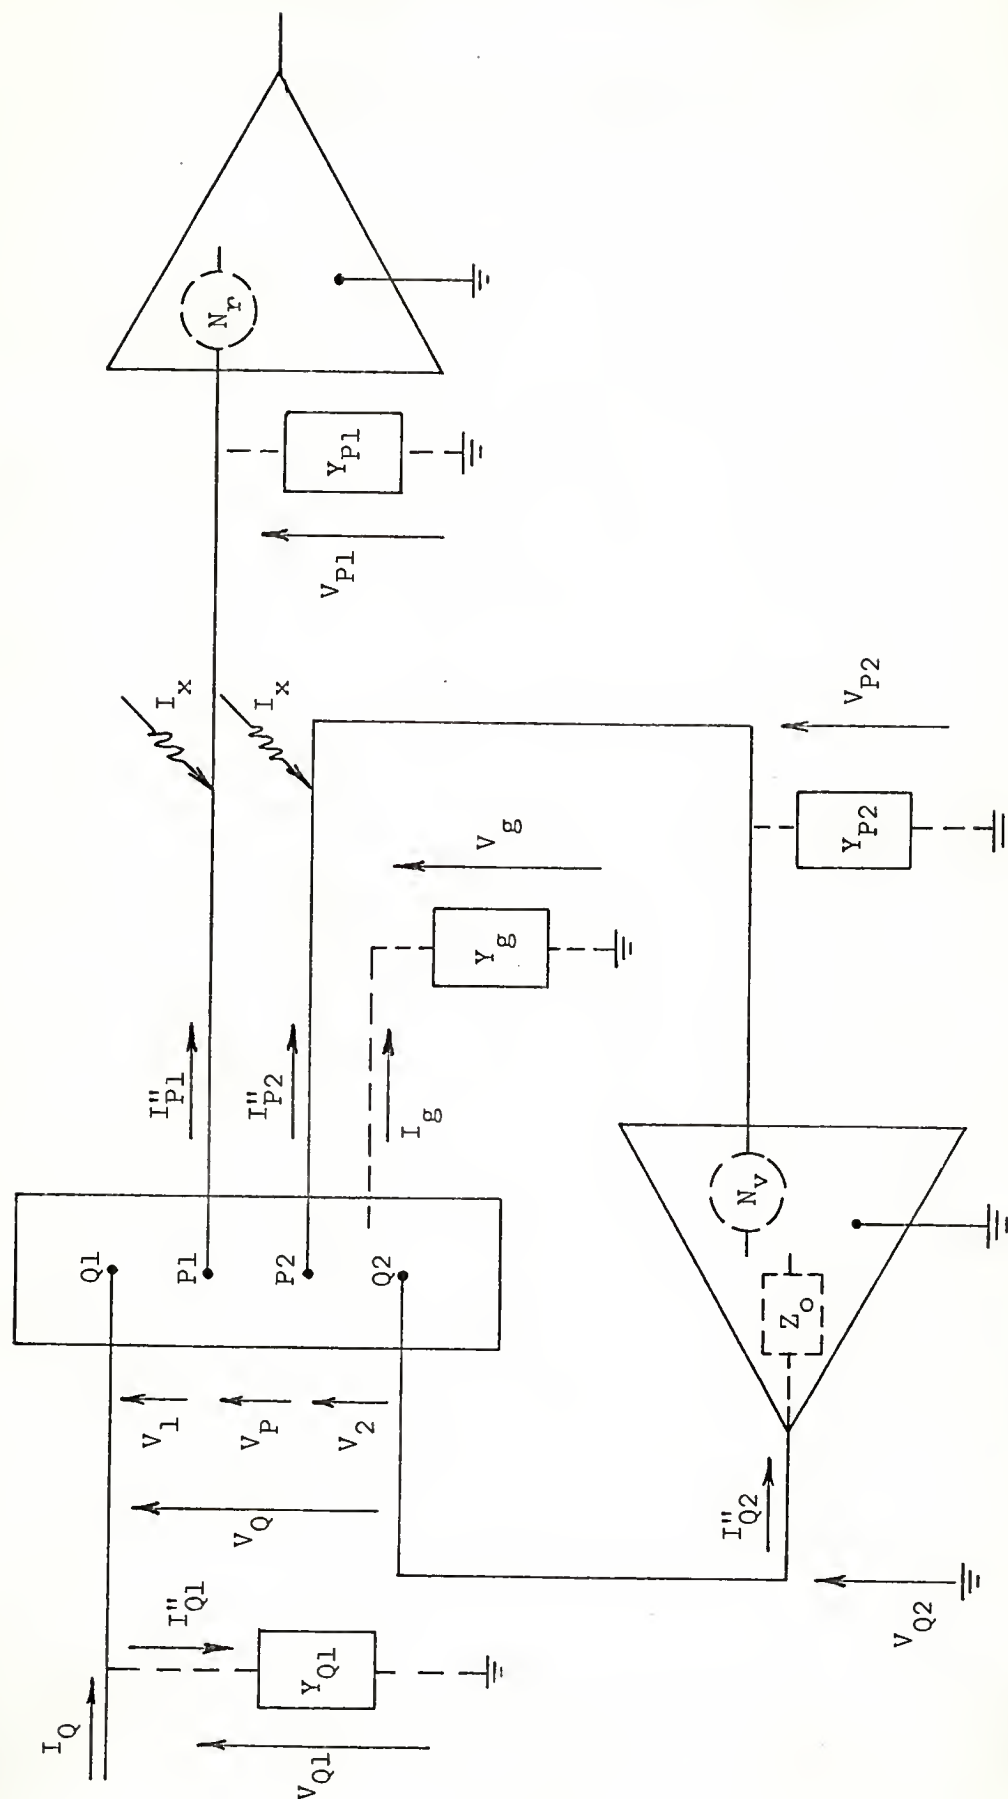 I_Q
V_Q1
I"_Q1
Y_Q1
V_Q
V_1
V_P
V_2
Q1
P1
P2
Q2
I"_P1
I"_P2
I_g
Y_g
V_g
I_x
I_x
V_P1
Y_P1
N_r
V_Q2
I"_Q2
Z_o
N_v
Y_P2
V_P2